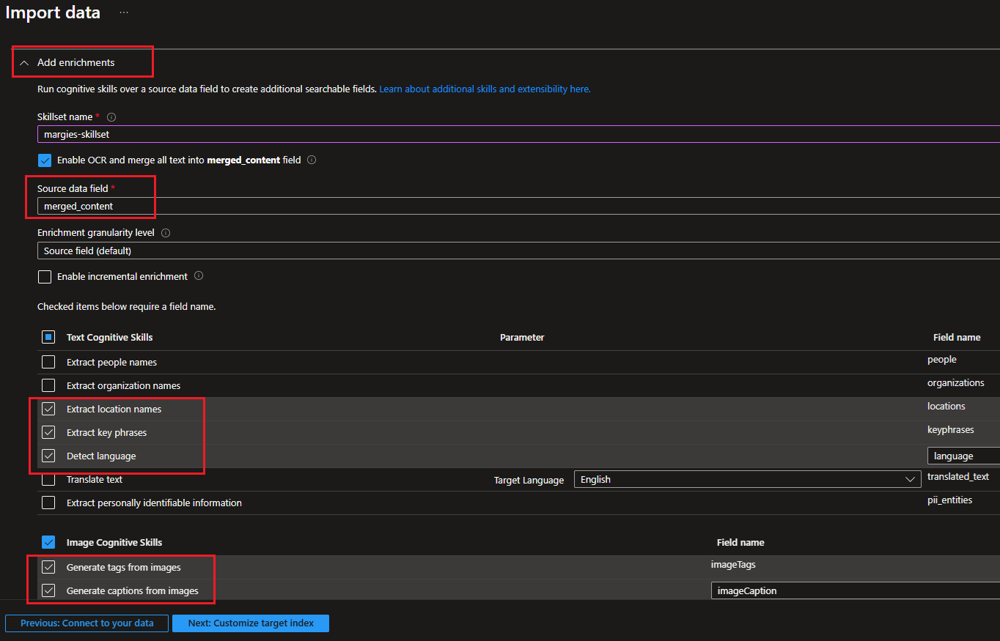 Import data ...
Add enrichments
Run cognitive skills over a source data field to create additional searchable fields. Learn about additional skills and extensibility here.
Skillset name *
margies-skillset
Enable OCR and merge all text into merged_content field
Source data field *
merged_content
Enrichment granularity level
Source field (default)
Enable incremental enrichment
Checked items below require a field name.
Text Cognitive Skills Parameter Field name
Extract people names people
Extract organization names organizations
Extract location names locations
Extract key phrases keyphrases
Detect language language
Translate text Target Language English translated_text
Extract personally identifiable information pii_entities
Image Cognitive Skills Field name
Generate tags from images imageTags
Generate captions from images imageCaption
Previous: Connect to your data Next: Customize target index